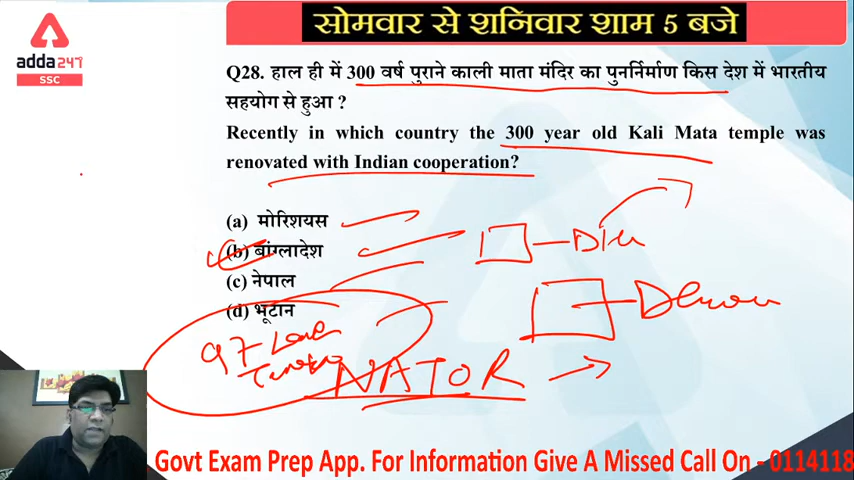 सोमवार से शनिवार शाम 5 बजे
adda247
SSC
Q28. हाल ही में 300 वर्ष पुराने काली माता मंदिर का पुनर्निर्माण किस देश में भारतीय
सहयोग से हुआ ?
Recently in which country the 300 year old Kali Mata temple was
renovated with Indian cooperation?
(a) मोरिशयस
(b) बांग्लादेश
(c) नेपाल
(d) भूटान
97
NATOR
Govt Exam Prep App. For Information Give A Missed Call On - 0114118